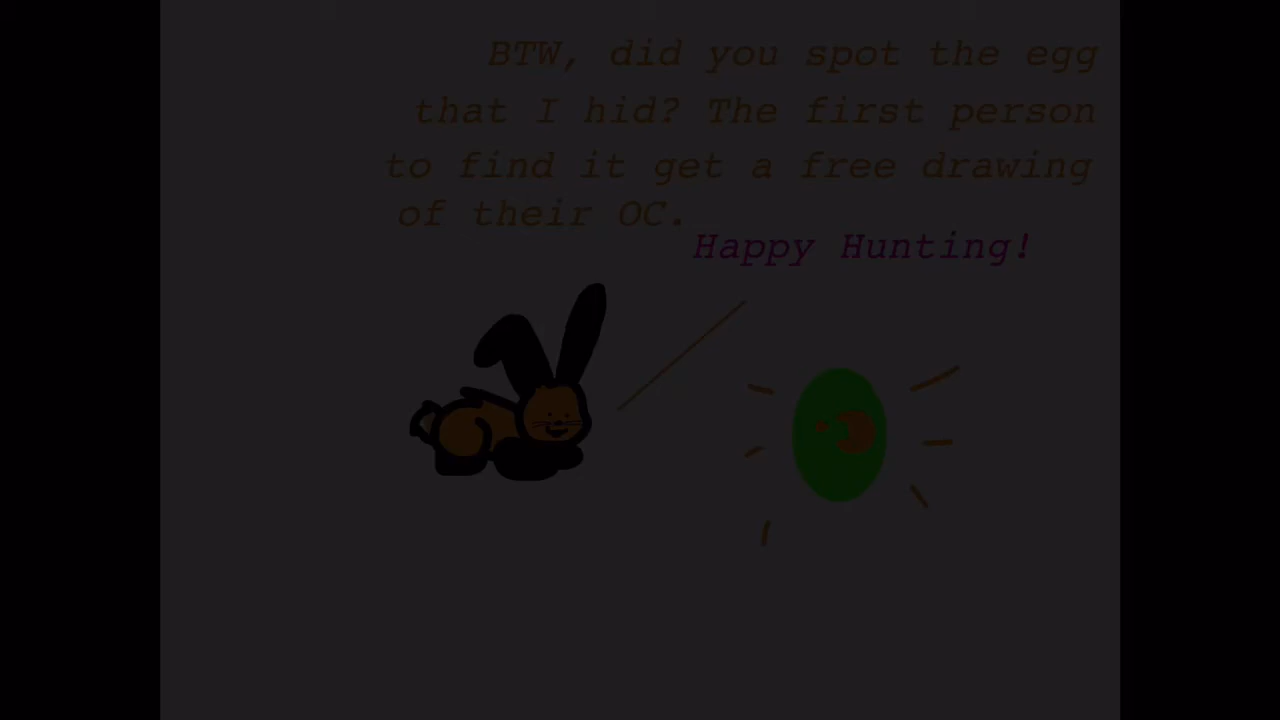 BTW, did you spot the egg
that I hid? The first person
to find it get a free drawing
of their OC.
Happy Hunting!